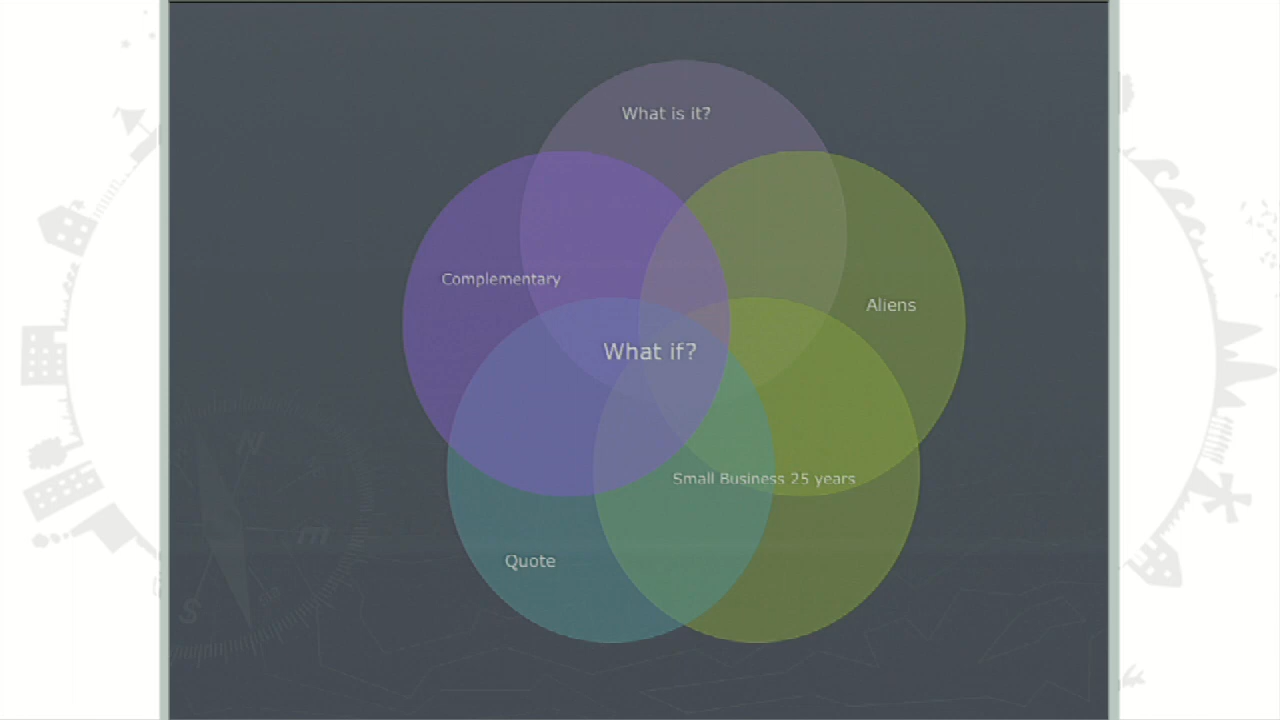 What is it?
Complementary
Aliens
What if?
Small Business 25 years
Quote
N
m
S